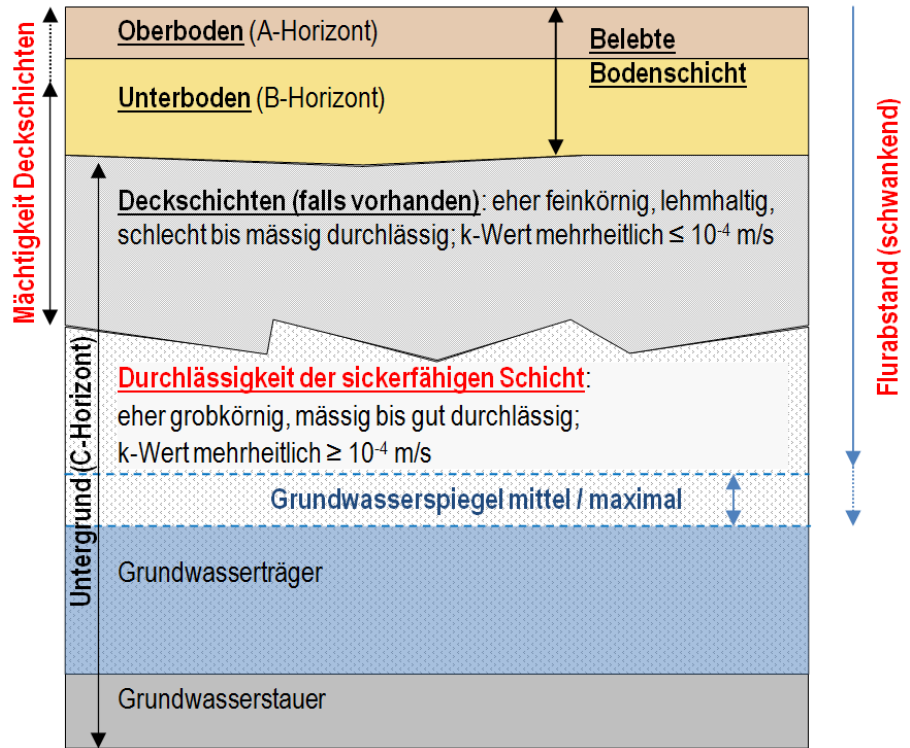 Oberboden (A-Horizont)
Belebte
Bodenschicht
Unterboden (B-Horizont)
Mächtigkeit Deckschichten
Deckschichten (falls vorhanden): eher feinkörnig, lehmhaltig,
schlecht bis mässig durchlässig; k-Wert mehrheitlich ≤ 10⁻⁴ m/s
Flurabstand (schwankend)
Untergrund (C-Horizont)
Durchlässigkeit der sickerfähigen Schicht:
eher grobkörnig, mässig bis gut durchlässig;
k-Wert mehrheitlich ≥ 10⁻⁴ m/s
Grundwasserspiegel mittel / maximal
Grundwasserträger
Grundwasserstauer